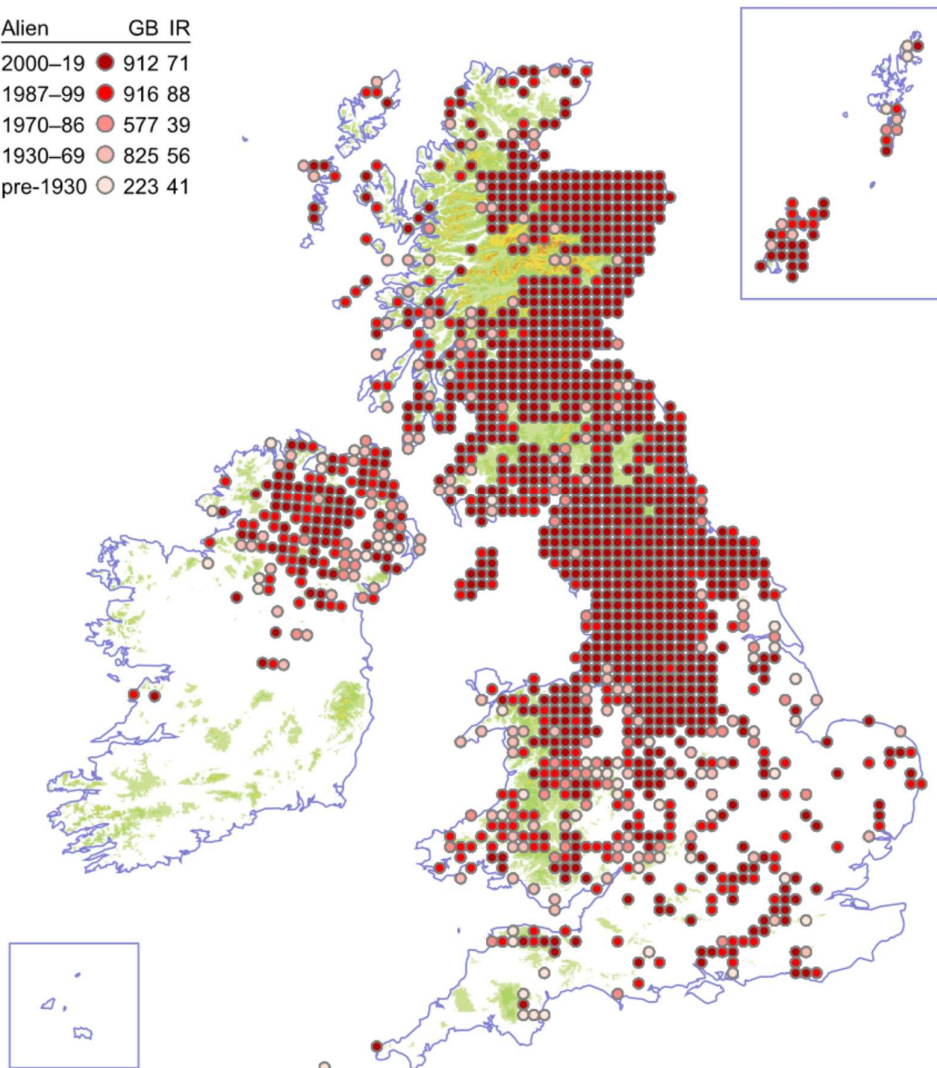 Alien GB IR
2000–19 912 71
1987–99 916 88
1970–86 577 39
1930–69 825 56
pre-1930 223 41